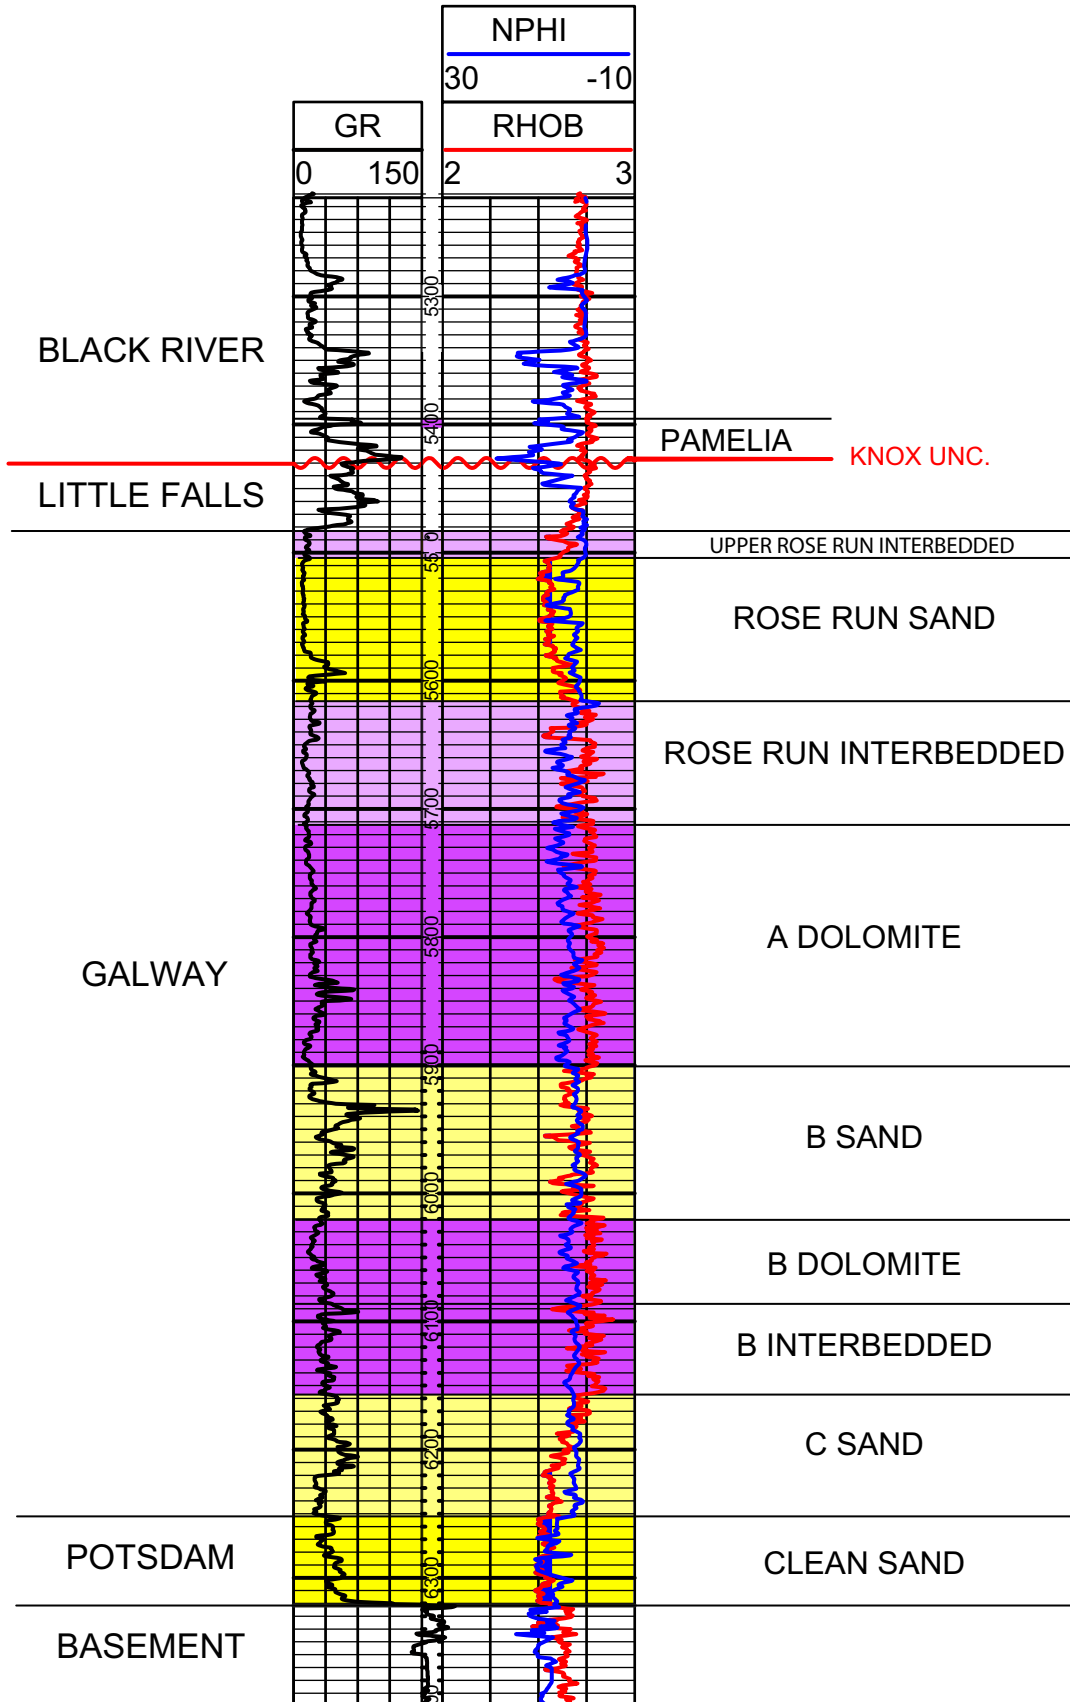 NPHI
30 -10
GR RHOB
0 150 2 3
5300
BLACK RIVER
5400
PAMELIA
KNOX UNC.
LITTLE FALLS
UPPER ROSE RUN INTERBEDDED
ROSE RUN SAND
5600
ROSE RUN INTERBEDDED
5700
A DOLOMITE
5800
GALWAY
5900
B SAND
6000
B DOLOMITE
6100
B INTERBEDDED
C SAND
6200
POTSDAM
CLEAN SAND
6300
BASEMENT